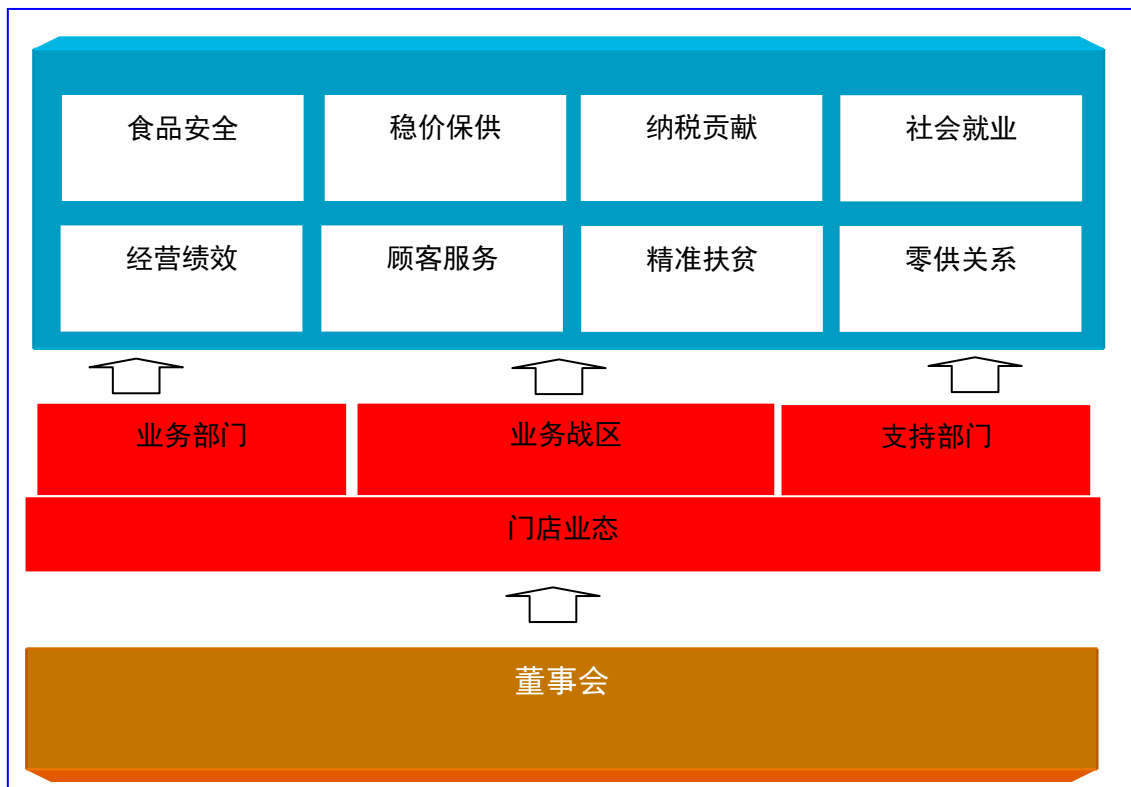 食品安全
稳价保供
纳税贡献
社会就业
经营绩效
顾客服务
精准扶贫
零供关系
业务部门
业务战区
支持部门
门店业态
董事会